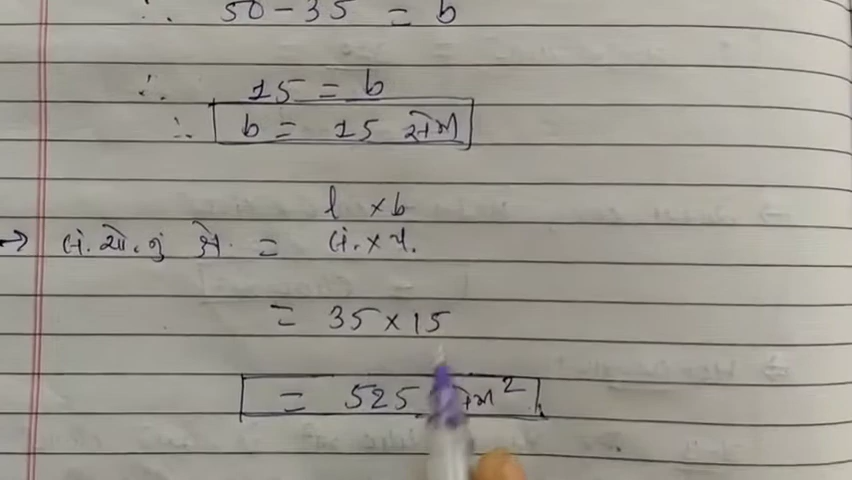 ∴ 50 - 35 = b
∴ 15 = b
∴ b = 15 સેમી
l × b
→ લં.ચો.નું ક્ષે. = લં. × પ.
= 35 × 15
= 525 સેમી²